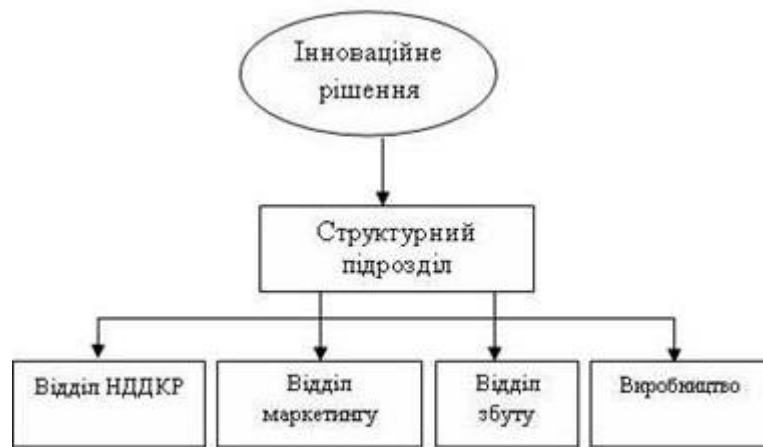 Інноваційне
рішення
Структурний
підрозділ
Відділ НДДКР
Відділ
маркетингу
Відділ
збуту
Виробництво